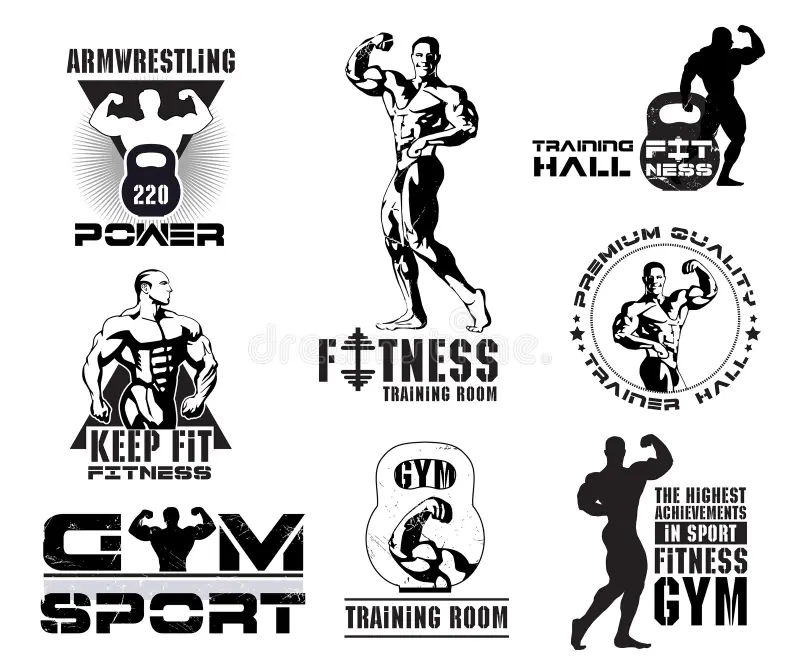 ARMWRESTLiNG
220
POWER
TRAINING
HALL
FIT
NESS
PREMIUM QUALITY
TRAINER HALL
FITNESS
TRAINING ROOM
KEEP FiT
FITNESS
GYM
SPORT
GYM
TRAiNiNG ROOM
THE HiGHEST
ACHiEVEMENTS
iN SPORT
FiTNESS
GYM
dreamstime